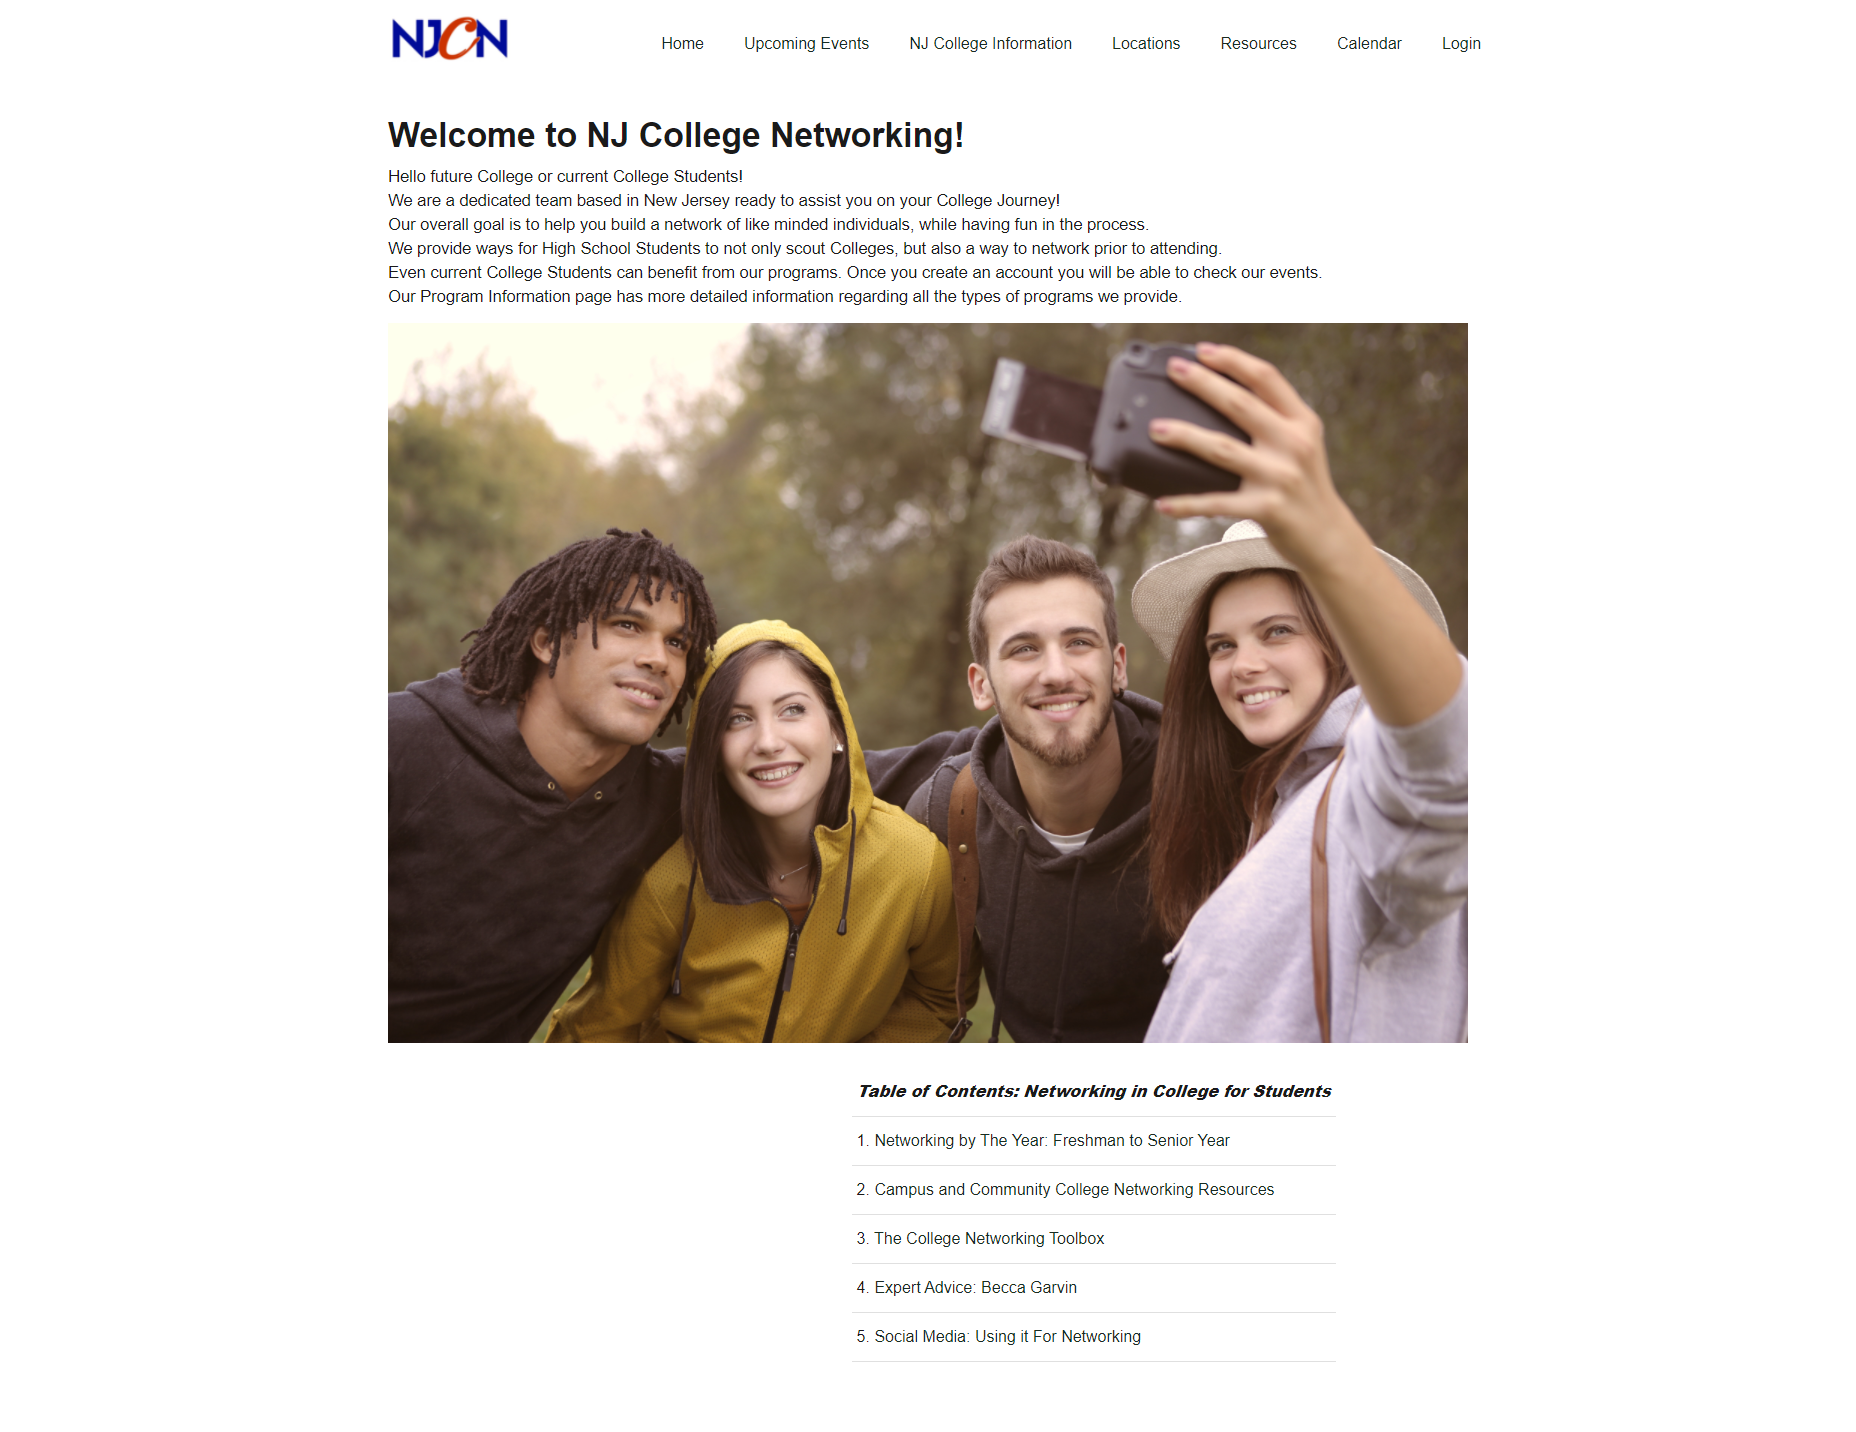 NJCN
Home Upcoming Events NJ College Information Locations Resources Calendar Login
Welcome to NJ College Networking!
Hello future College or current College Students!
We are a dedicated team based in New Jersey ready to assist you on your College Journey!
Our overall goal is to help you build a network of like minded individuals, while having fun in the process.
We provide ways for High School Students to not only scout Colleges, but also a way to network prior to attending.
Even current College Students can benefit from our programs. Once you create an account you will be able to check our events.
Our Program Information page has more detailed information regarding all the types of programs we provide.
Table of Contents: Networking in College for Students
1. Networking by The Year: Freshman to Senior Year
2. Campus and Community College Networking Resources
3. The College Networking Toolbox
4. Expert Advice: Becca Garvin
5. Social Media: Using it For Networking